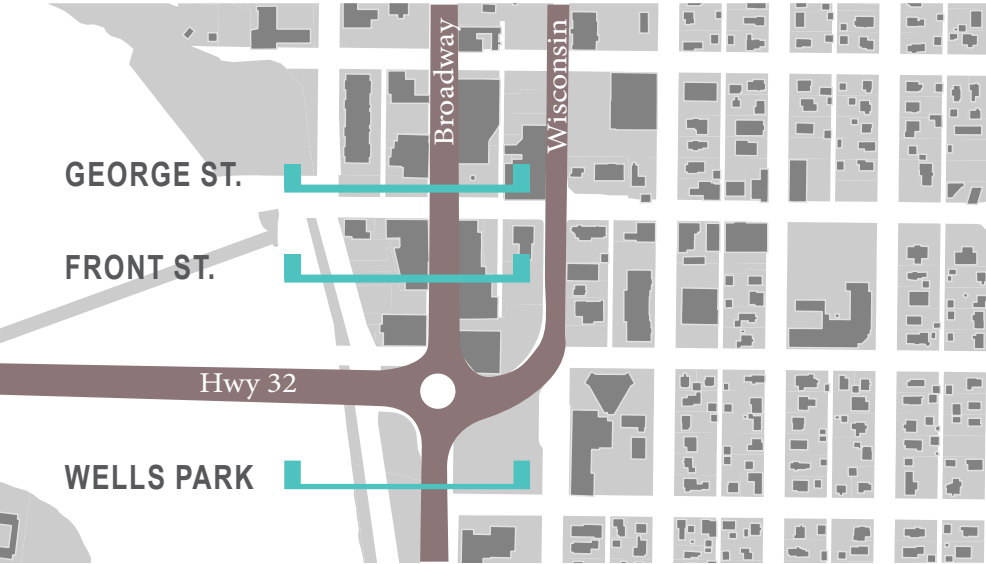 Broadway
Wisconsin
GEORGE ST.
FRONT ST.
Hwy 32
WELLS PARK